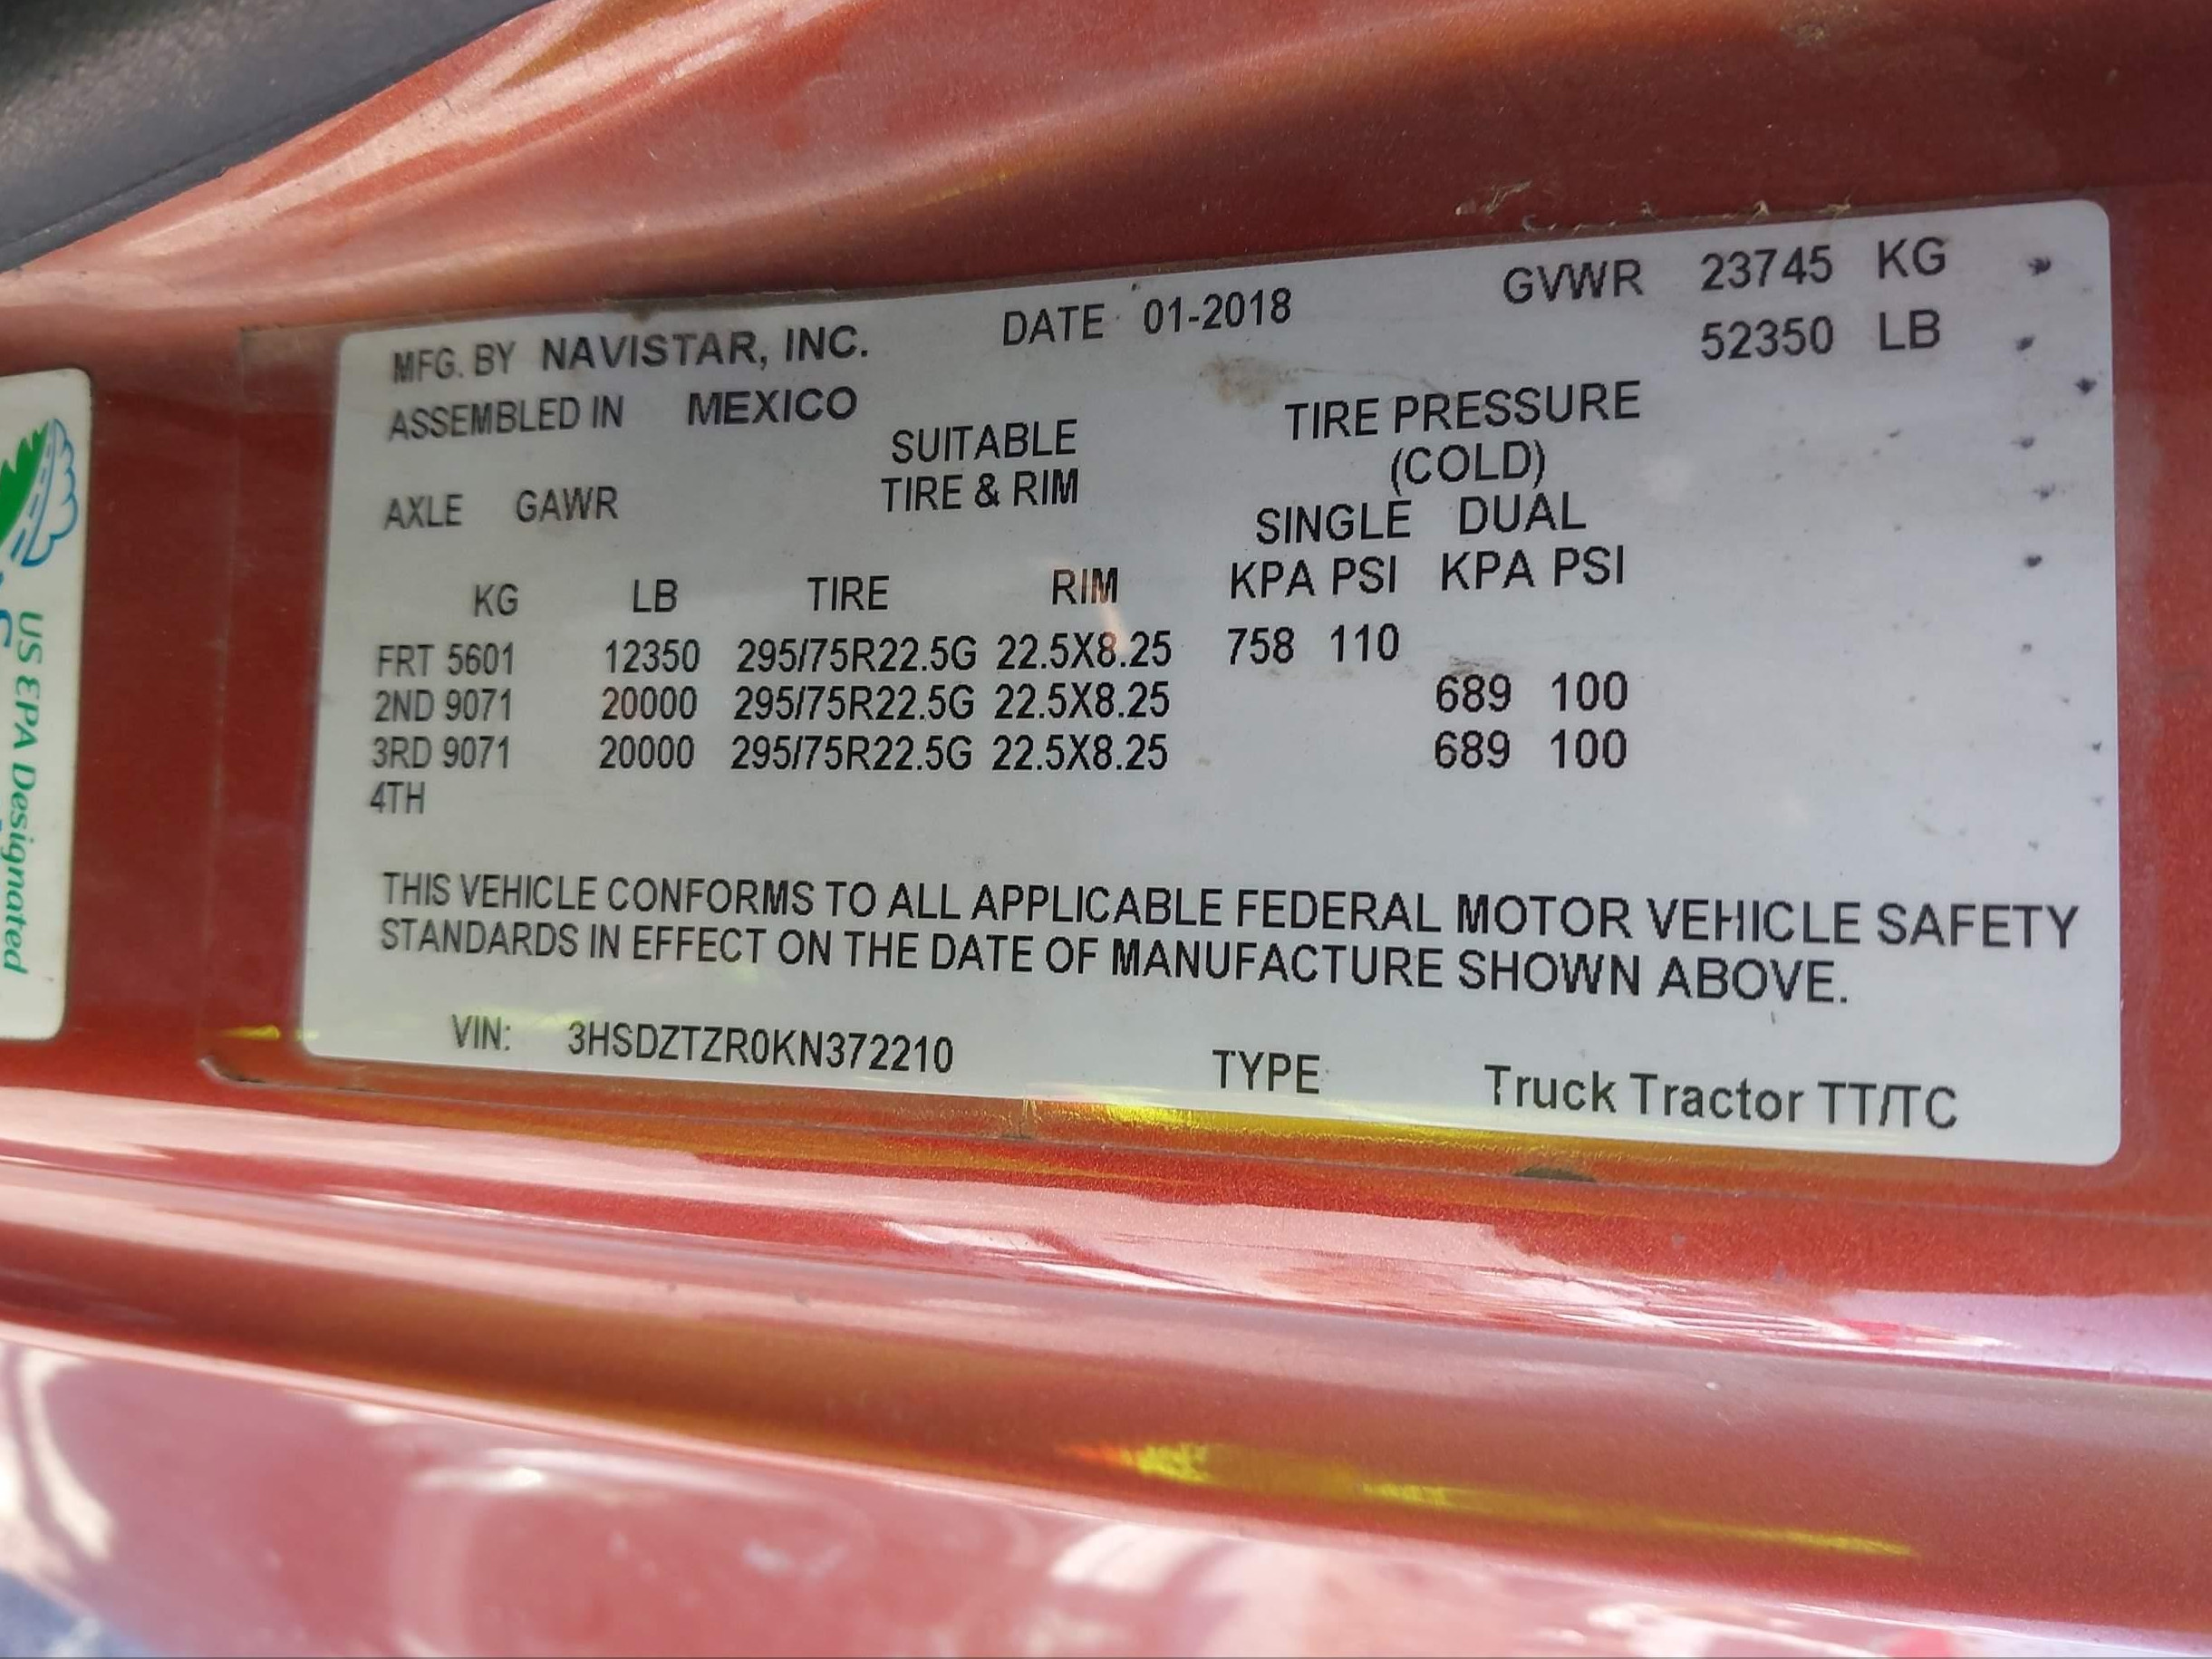 MFG. BY NAVISTAR, INC. DATE 01-2018 GVWR 23745 KG
52350 LB
ASSEMBLED IN MEXICO
SUITABLE TIRE PRESSURE
AXLE GAWR TIRE & RIM (COLD)
SINGLE DUAL
KG LB TIRE RIM KPA PSI KPA PSI
FRT 5601 12350 295/75R22.5G 22.5X8.25 758 110
2ND 9071 20000 295/75R22.5G 22.5X8.25 689 100
3RD 9071 20000 295/75R22.5G 22.5X8.25 689 100
4TH
THIS VEHICLE CONFORMS TO ALL APPLICABLE FEDERAL MOTOR VEHICLE SAFETY
STANDARDS IN EFFECT ON THE DATE OF MANUFACTURE SHOWN ABOVE.
VIN: 3HSDZTZR0KN372210 TYPE Truck Tractor TT/TC
US EPA Designated